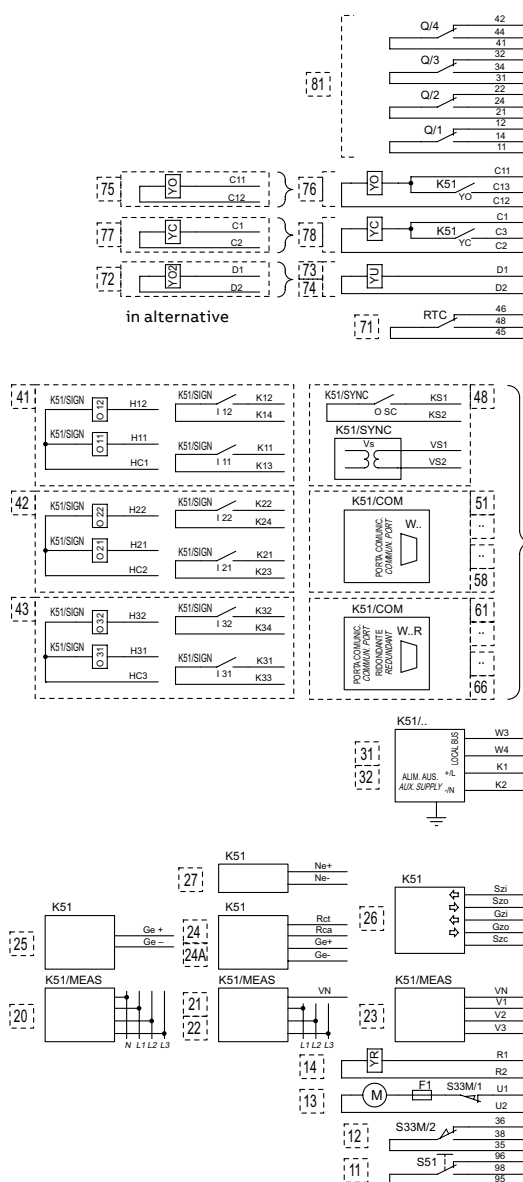 Q/4 42
44
41
Q/3 32
34
31
81
Q/2 22
24
21
Q/1 12
14
11
75 YO C11
C12
76 YO C11
K51 C13
YO C12
77 YC C1
C2
78 YC C1
K51 C3
YC C2
72 YO2 D1
D2
73
74
YU D1
D2
in alternative
71 RTC 46
48
45
41 K51/SIGN O 12 H12
K51/SIGN O 11 H11
HC1
K51/SIGN K12
I 12 K14
K51/SIGN K11
I 11 K13
K51/SYNC KS1 48
O SC KS2
K51/SYNC
Vs VS1
VS2
42 K51/SIGN O 22 H22
K51/SIGN O 21 H21
HC2
K51/SIGN K22
I 22 K24
K51/SIGN K21
I 21 K23
K51/COM 51
PORTA COMUNIC.
COMMUN. PORT
W..
..
..
58
43 K51/SIGN O 32 H32
K51/SIGN O 31 H31
HC3
K51/SIGN K32
I 32 K34
K51/SIGN K31
I 31 K33
K51/COM 61
PORTA COMUNIC.
COMMUN. PORT
RIDONDANTE
REDUNDANT
W..R
..
..
66
K51/..
31
32
LOCAL BUS
W3
W4
ALIM. AUS. +/L K1
AUX. SUPPLY -/N K2
27 K51 Ne+
Ne-
25 K51 Ge +
Ge –
24
24A
K51 Rct
Rca
Ge+
Ge-
26 K51 Szi
Szo
Gzi
Gzo
Szc
20 K51/MEAS
N L1 L2 L3
21
22
K51/MEAS VN
L1 L2 L3
23 K51/MEAS VN
V1
V2
V3
14 YR R1
R2
13 M F1 S33M/1 U1
U2
12 S33M/2 36
38
35
11 S51 96
98
95